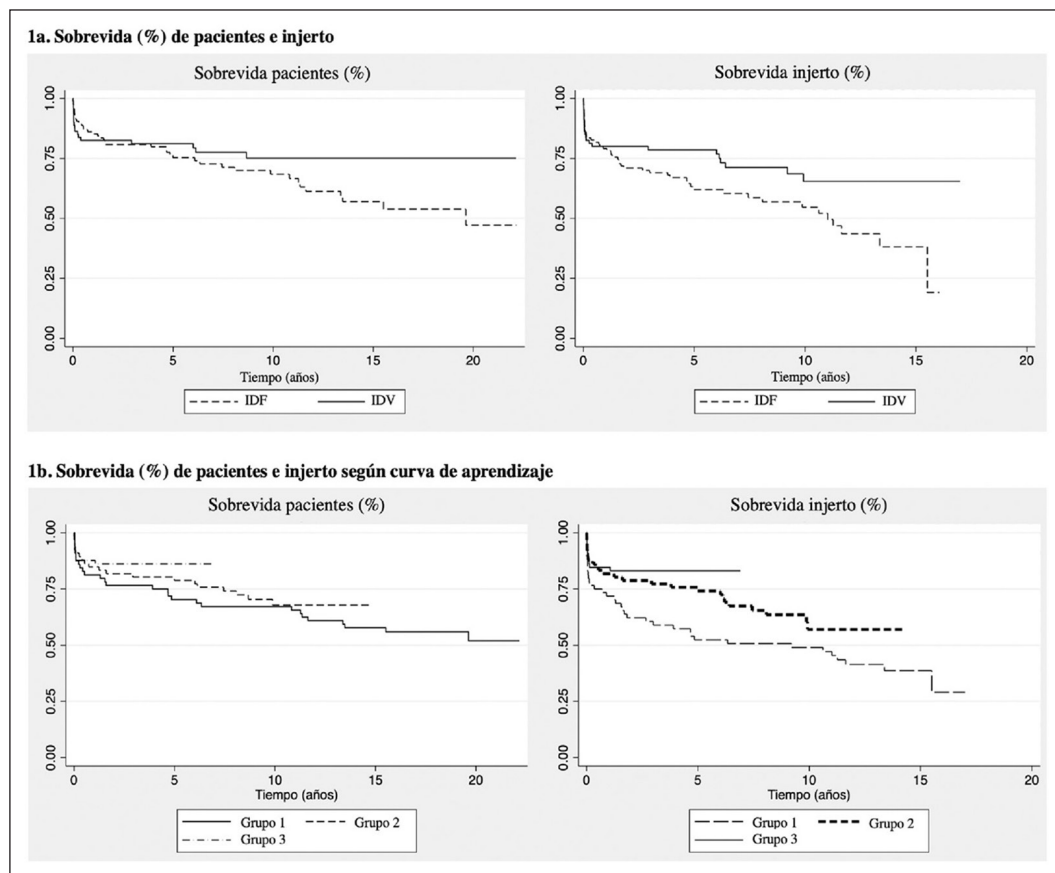 1a. Sobrevida (%) de pacientes e injerto
Sobrevida pacientes (%)
1.00
0.75
0.50
0.25
0.00
0 5 10 15 20
Tiempo (años)
IDF IDV
Sobrevida injerto (%)
1.00
0.75
0.50
0.25
0.00
0 5 10 15 20
Tiempo (años)
IDF IDV
1b. Sobrevida (%) de pacientes e injerto según curva de aprendizaje
Sobrevida pacientes (%)
1.00
0.75
0.50
0.25
0.00
0 5 10 15 20
Tiempo (años)
Grupo 1 Grupo 2
Grupo 3
Sobrevida injerto (%)
1.00
0.75
0.50
0.25
0.00
0 5 10 15 20
Tiempo (años)
Grupo 1 Grupo 2
Grupo 3